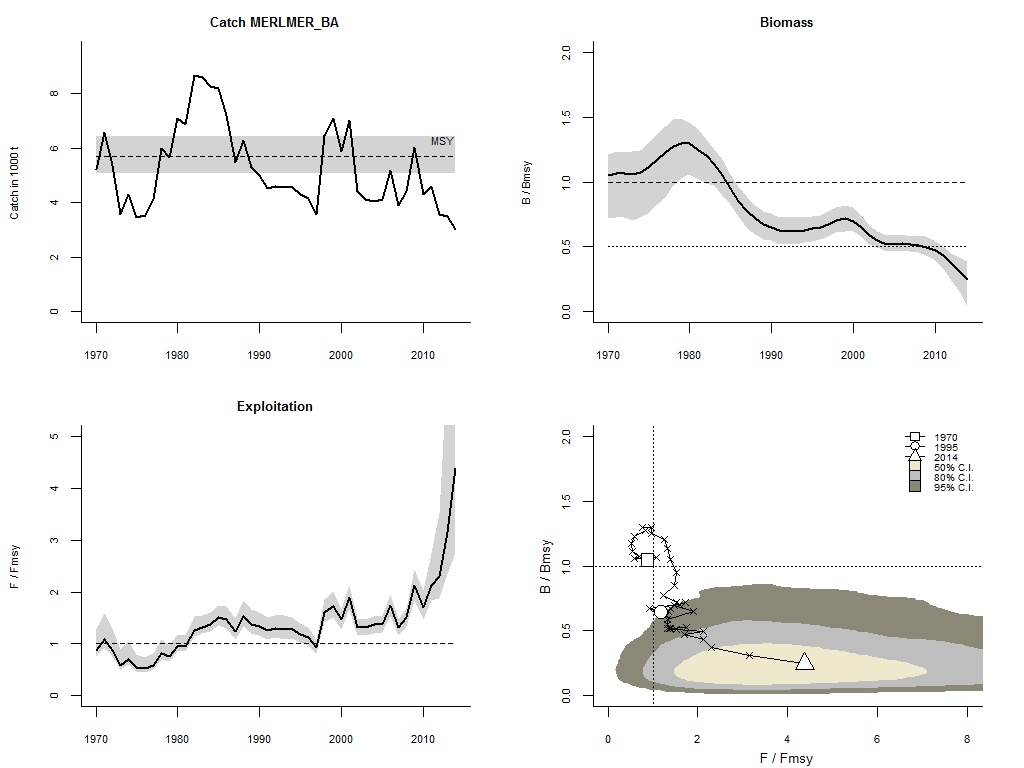 Catch MERLMER_BA
Catch in 1000 t
0 2 4 6 8
MSY
1970 1980 1990 2000 2010
Biomass
B / Bmsy
0.0 0.5 1.0 1.5 2.0
1970 1980 1990 2000 2010
Exploitation
F / Fmsy
0 1 2 3 4 5
1970 1980 1990 2000 2010
B / Bmsy
0.0 0.5 1.0 1.5 2.0
1970
1995
2014
50% C.I.
80% C.I.
95% C.I.
0 2 4 6 8
F / Fmsy